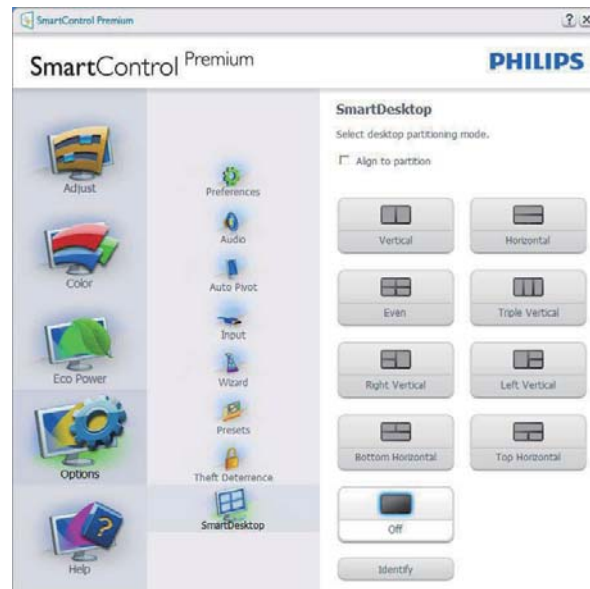 SmartControl Premium
SmartControl Premium
PHILIPS
Adjust
Color
Eco Power
Options
Help
Preferences
Audio
Auto Pivot
Input
Wizard
Presets
Theft Deterrence
SmartDesktop
SmartDesktop
Select desktop partitioning mode.
Align to partition
Vertical
Horizontal
Even
Triple Vertical
Right Vertical
Left Vertical
Bottom Horizontal
Top Horizontal
Off
Identify